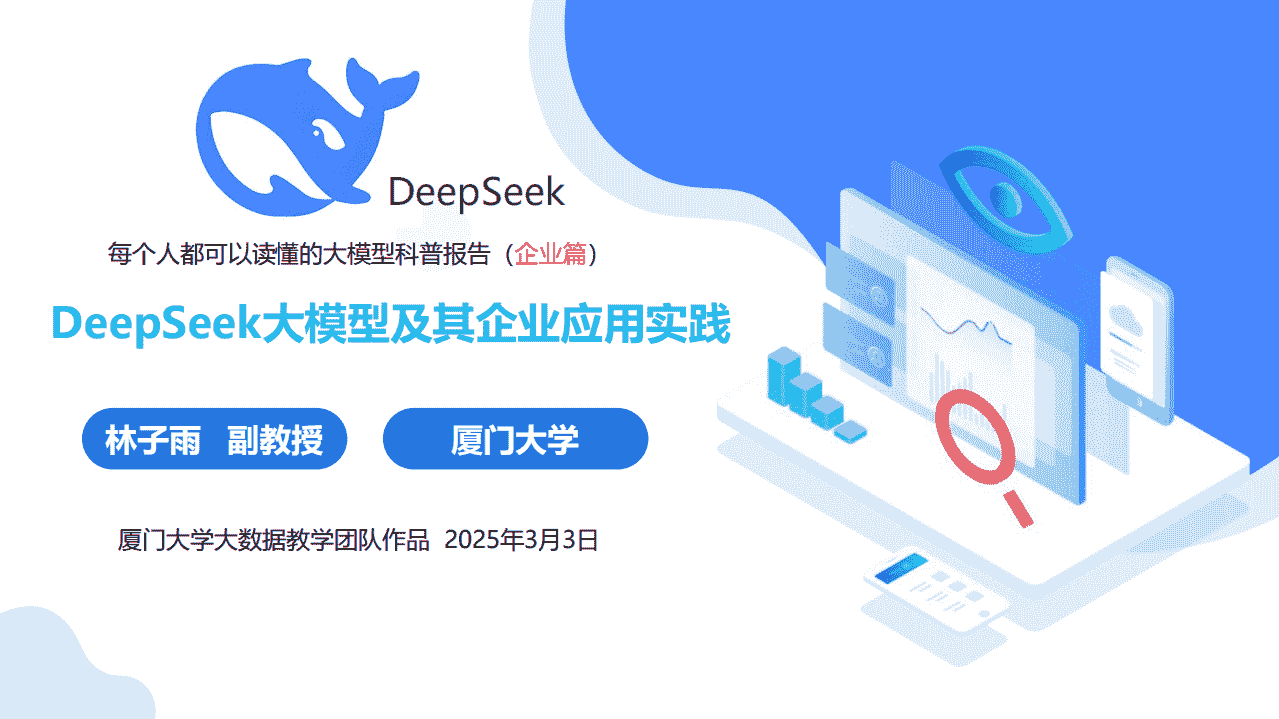 DeepSeek
每个人都可以读懂的大模型科普报告（企业篇）
DeepSeek大模型及其企业应用实践
林子雨 副教授
厦门大学
厦门大学大数据教学团队作品 2025年3月3日